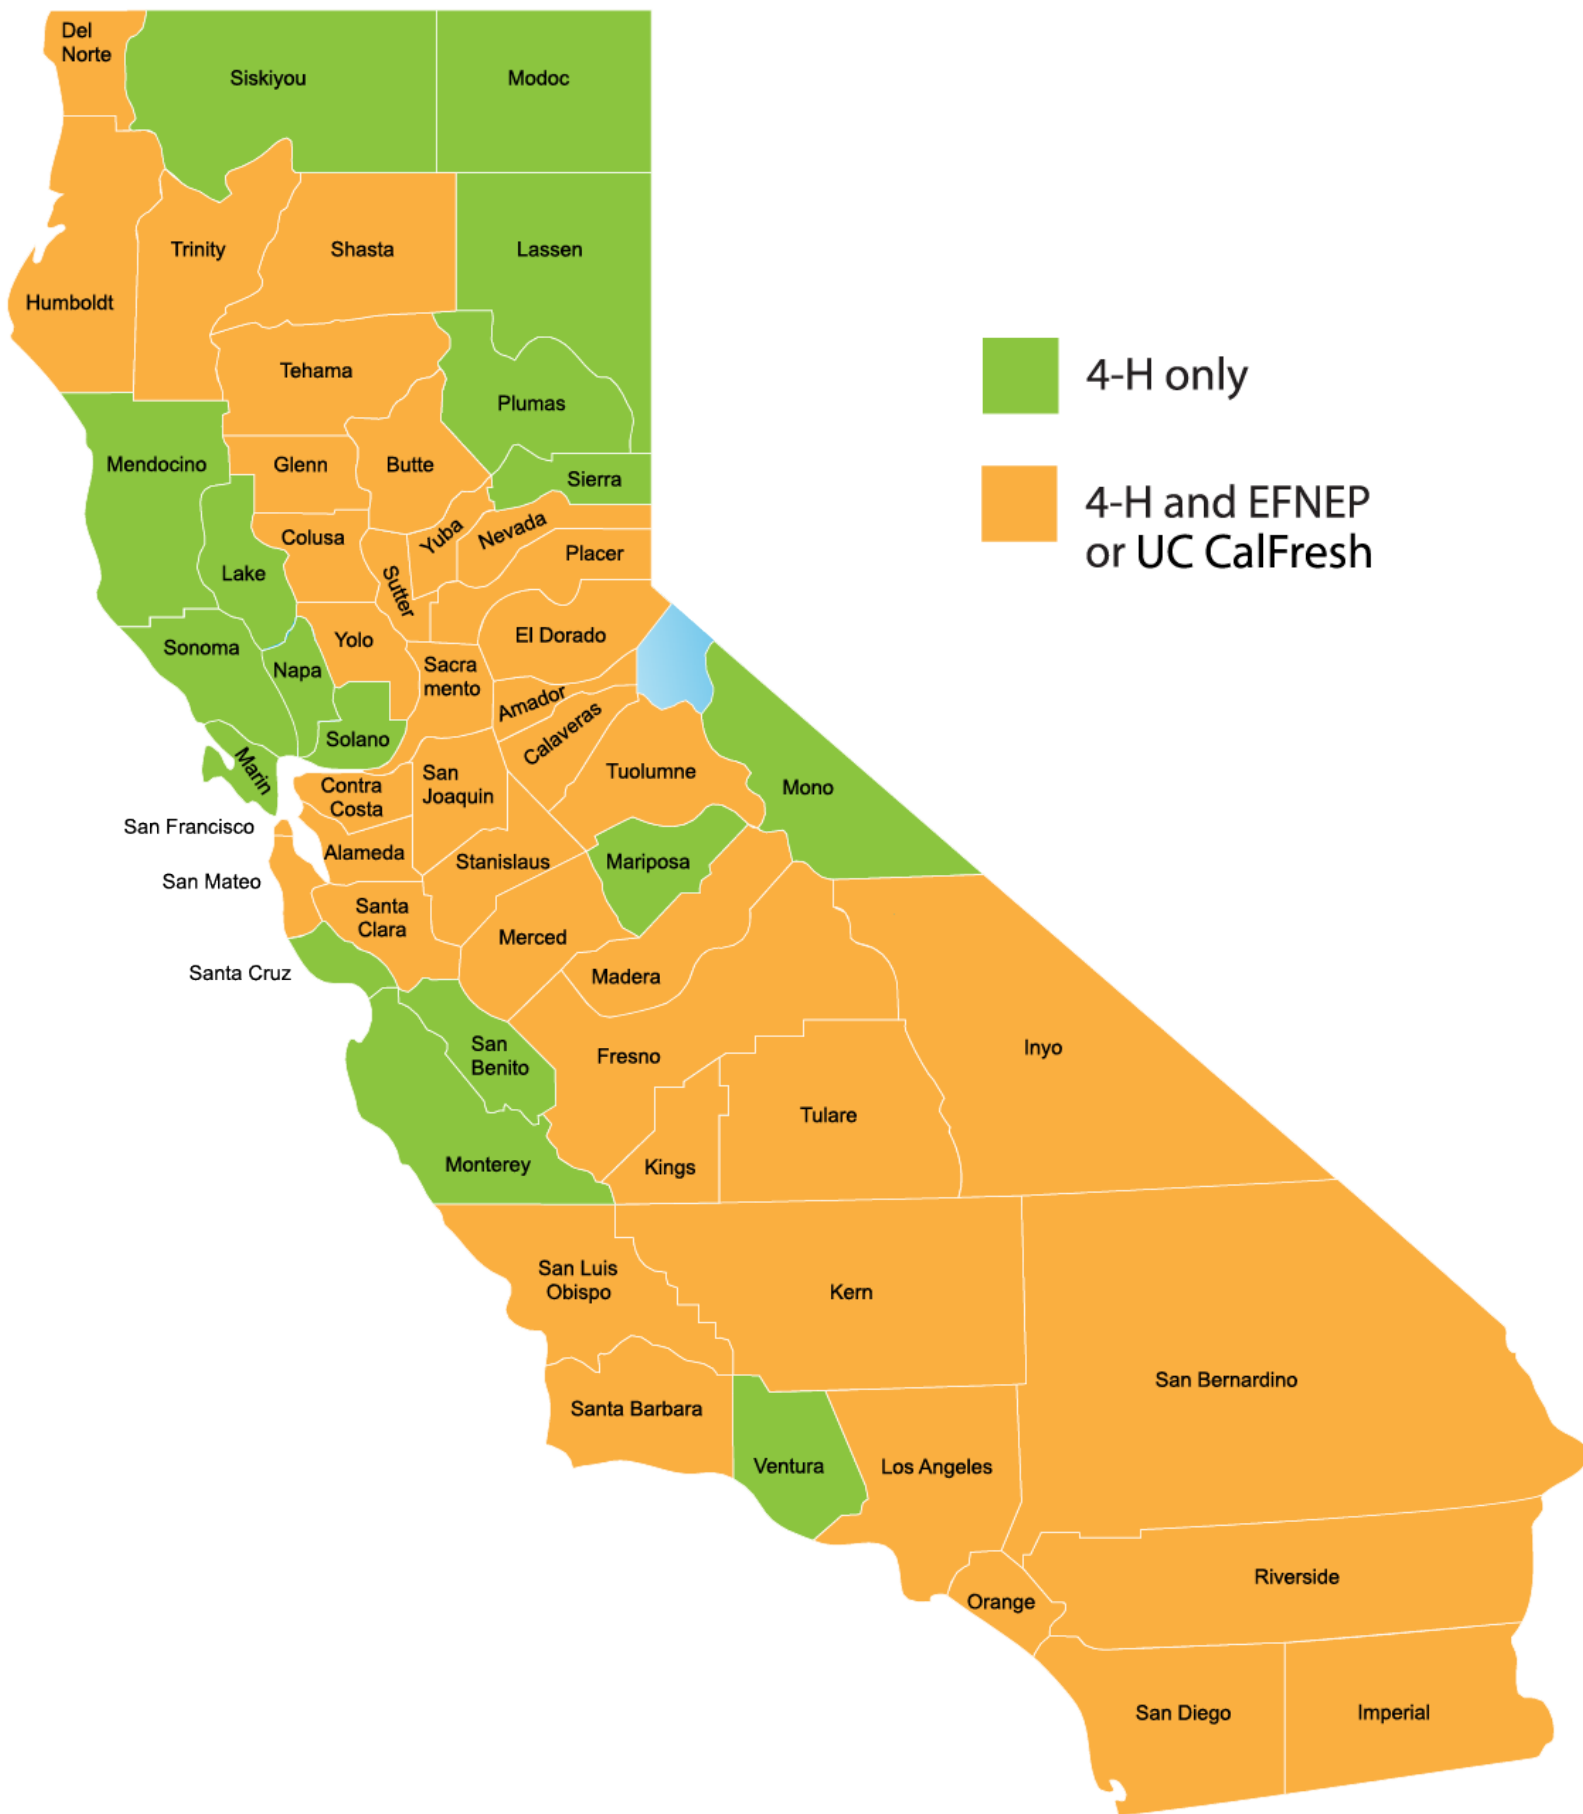 Del
Norte
Siskiyou
Modoc
Trinity
Shasta
Lassen
Humboldt
Tehama
Plumas
4-H only
Mendocino
Glenn
Butte
Sierra
4-H and EFNEP
or UC CalFresh
Colusa
Yuba
Nevada
Placer
Lake
Sutter
Sonoma
Yolo
El Dorado
Napa
Sacra
mento
Amador
Calaveras
Solano
Marin
Contra
Costa
San
Joaquin
Tuolumne
Mono
San Francisco
Alameda
Stanislaus
Mariposa
San Mateo
Santa
Clara
Merced
Santa Cruz
Madera
San
Benito
Fresno
Inyo
Tulare
Monterey
Kings
San Luis
Obispo
Kern
San Bernardino
Santa Barbara
Ventura
Los Angeles
Riverside
Orange
San Diego
Imperial